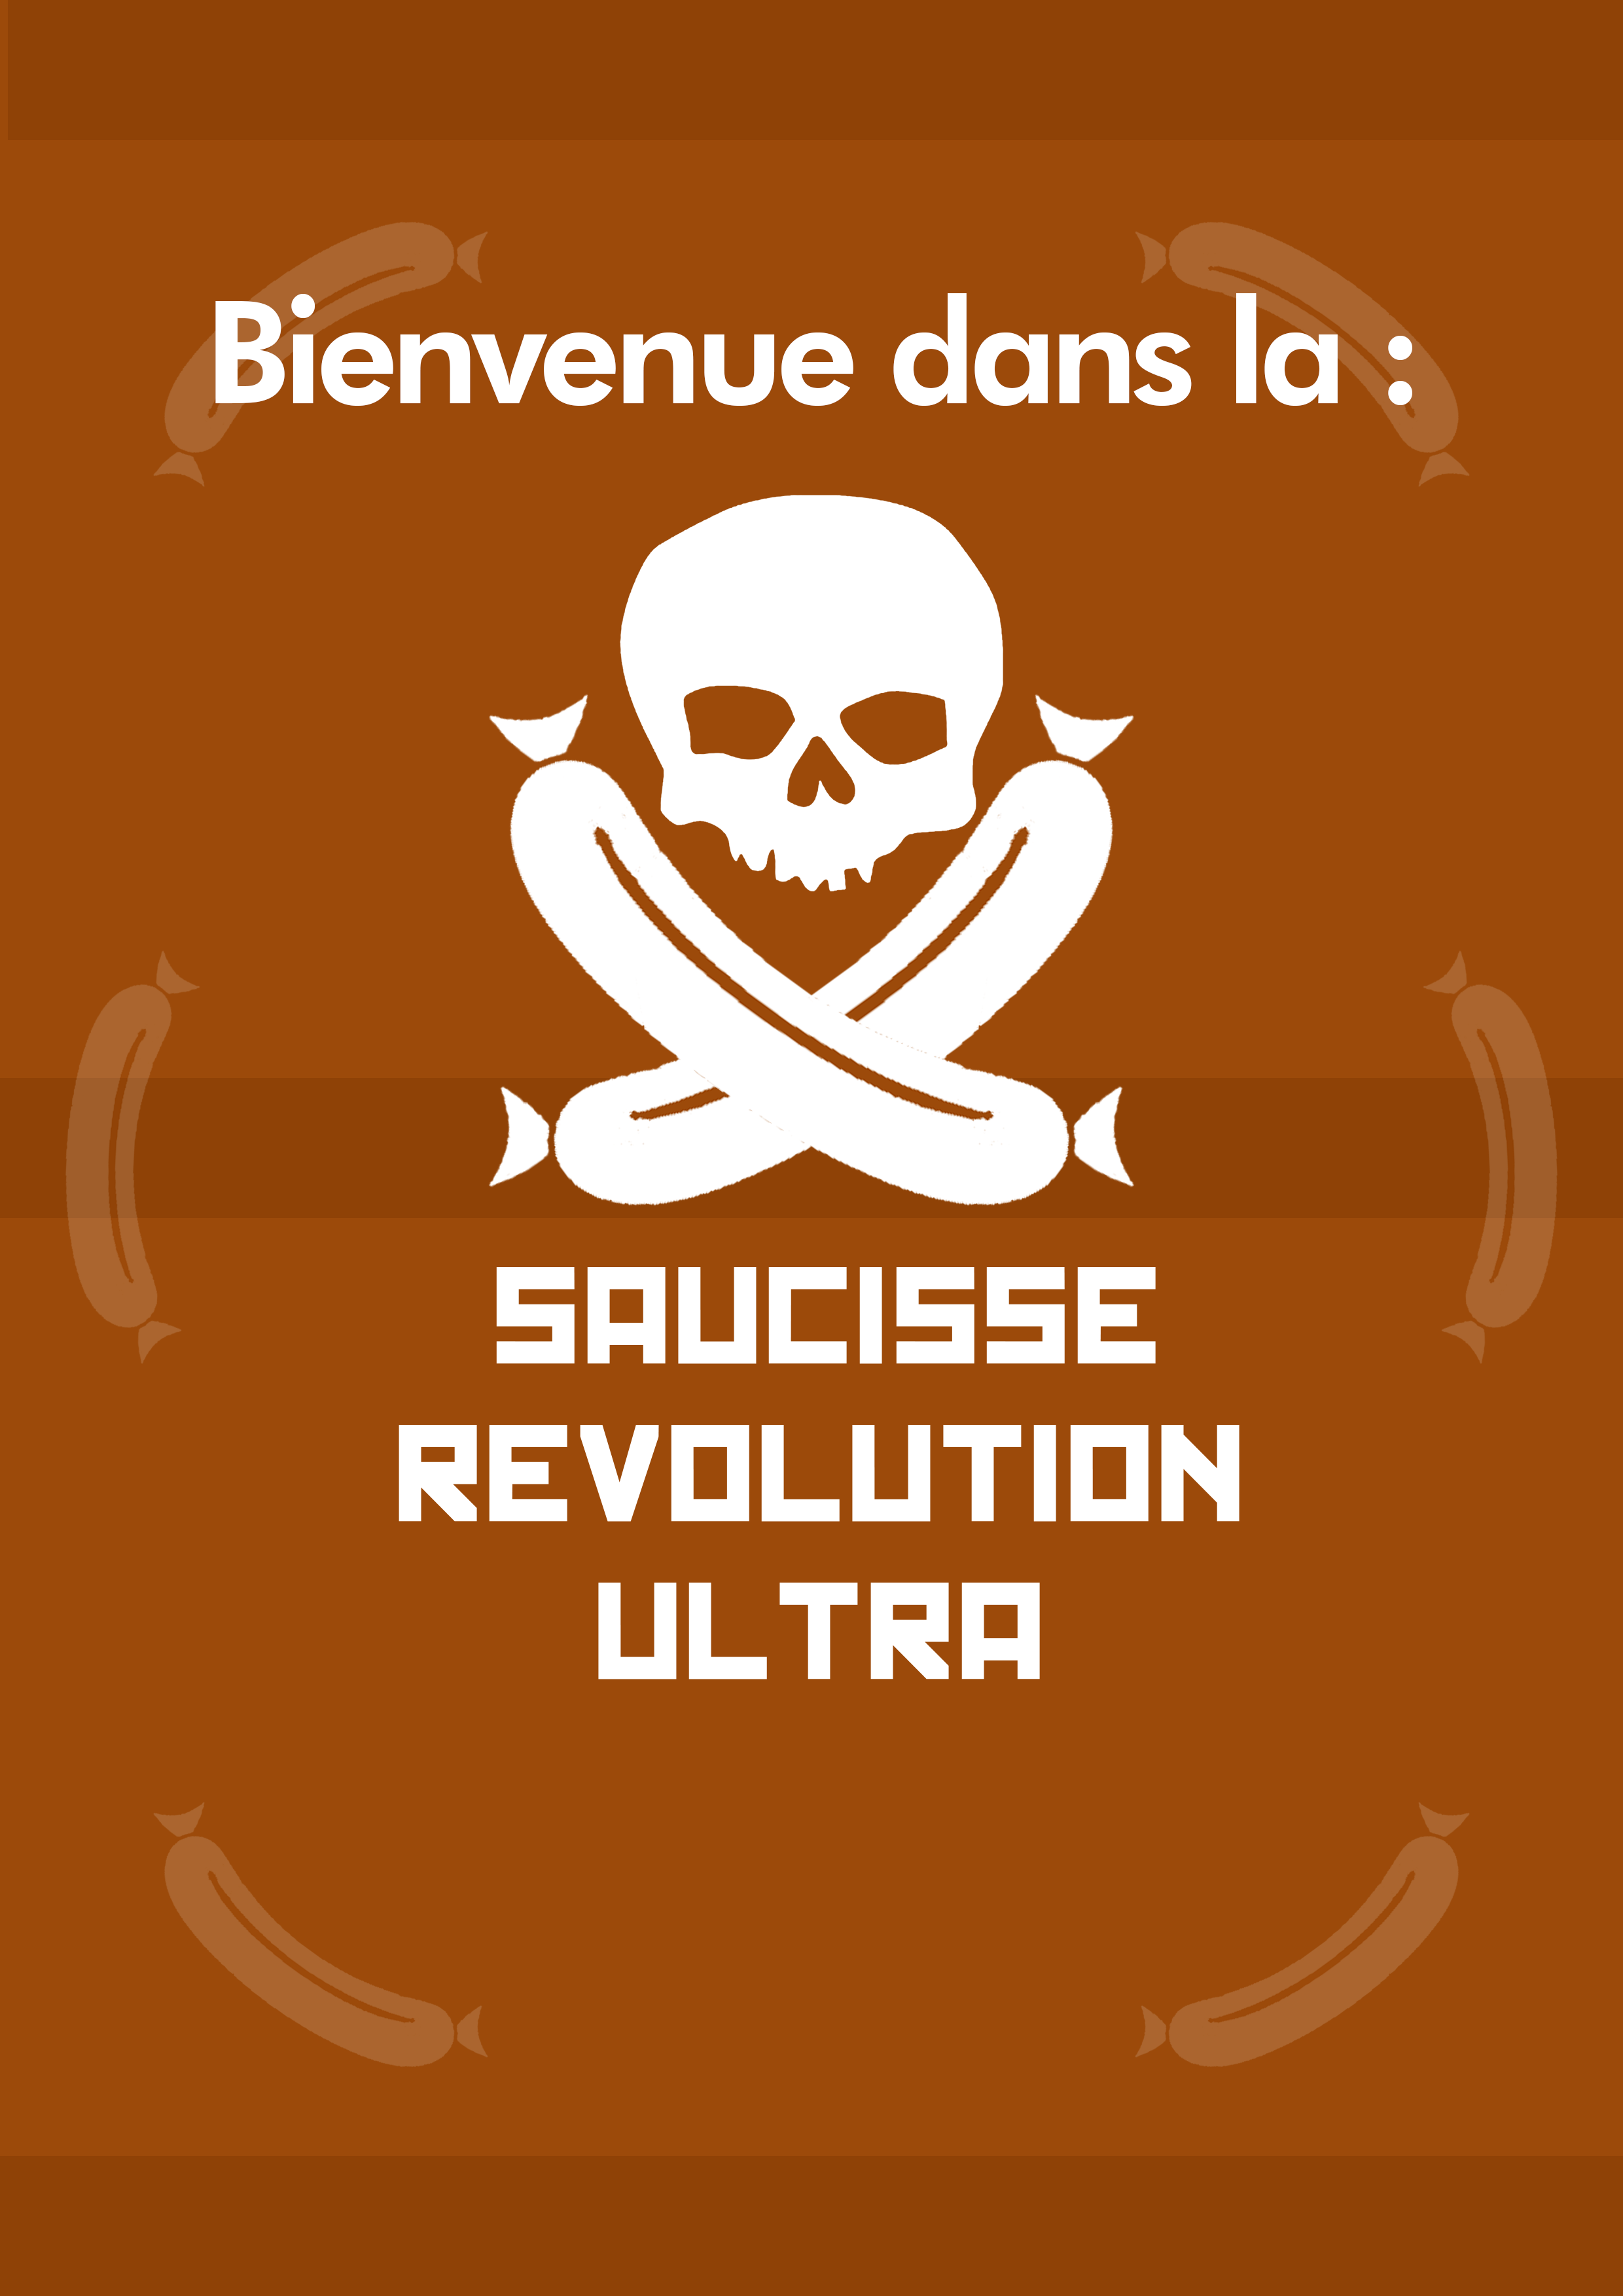 Bienvenue dans la :
SAUCISSE
REVOLUTION
ULTRA